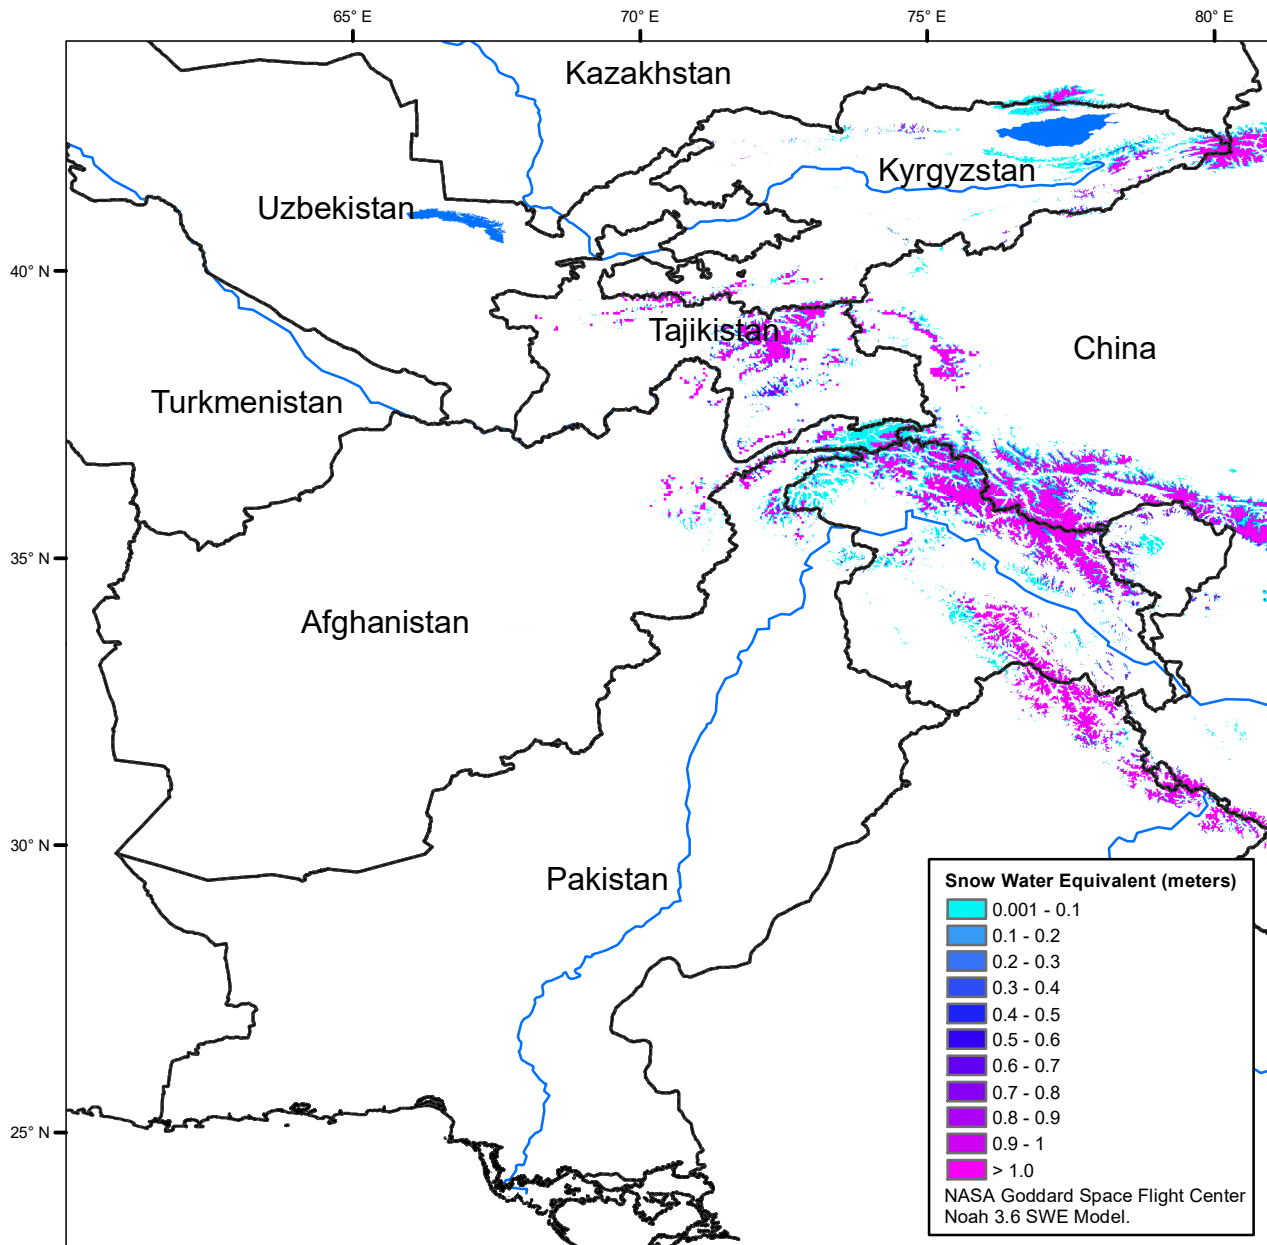 65° E
70° E
75° E
80° E
Kazakhstan
Kyrgyzstan
Uzbekistan
40° N
Tajikistan
China
Turkmenistan
35° N
Afghanistan
30° N
Pakistan
25° N
Snow Water Equivalent (meters)
0.001 - 0.1
0.1 - 0.2
0.2 - 0.3
0.3 - 0.4
0.4 - 0.5
0.5 - 0.6
0.6 - 0.7
0.7 - 0.8
0.8 - 0.9
0.9 - 1
> 1.0
NASA Goddard Space Flight Center
Noah 3.6 SWE Model.